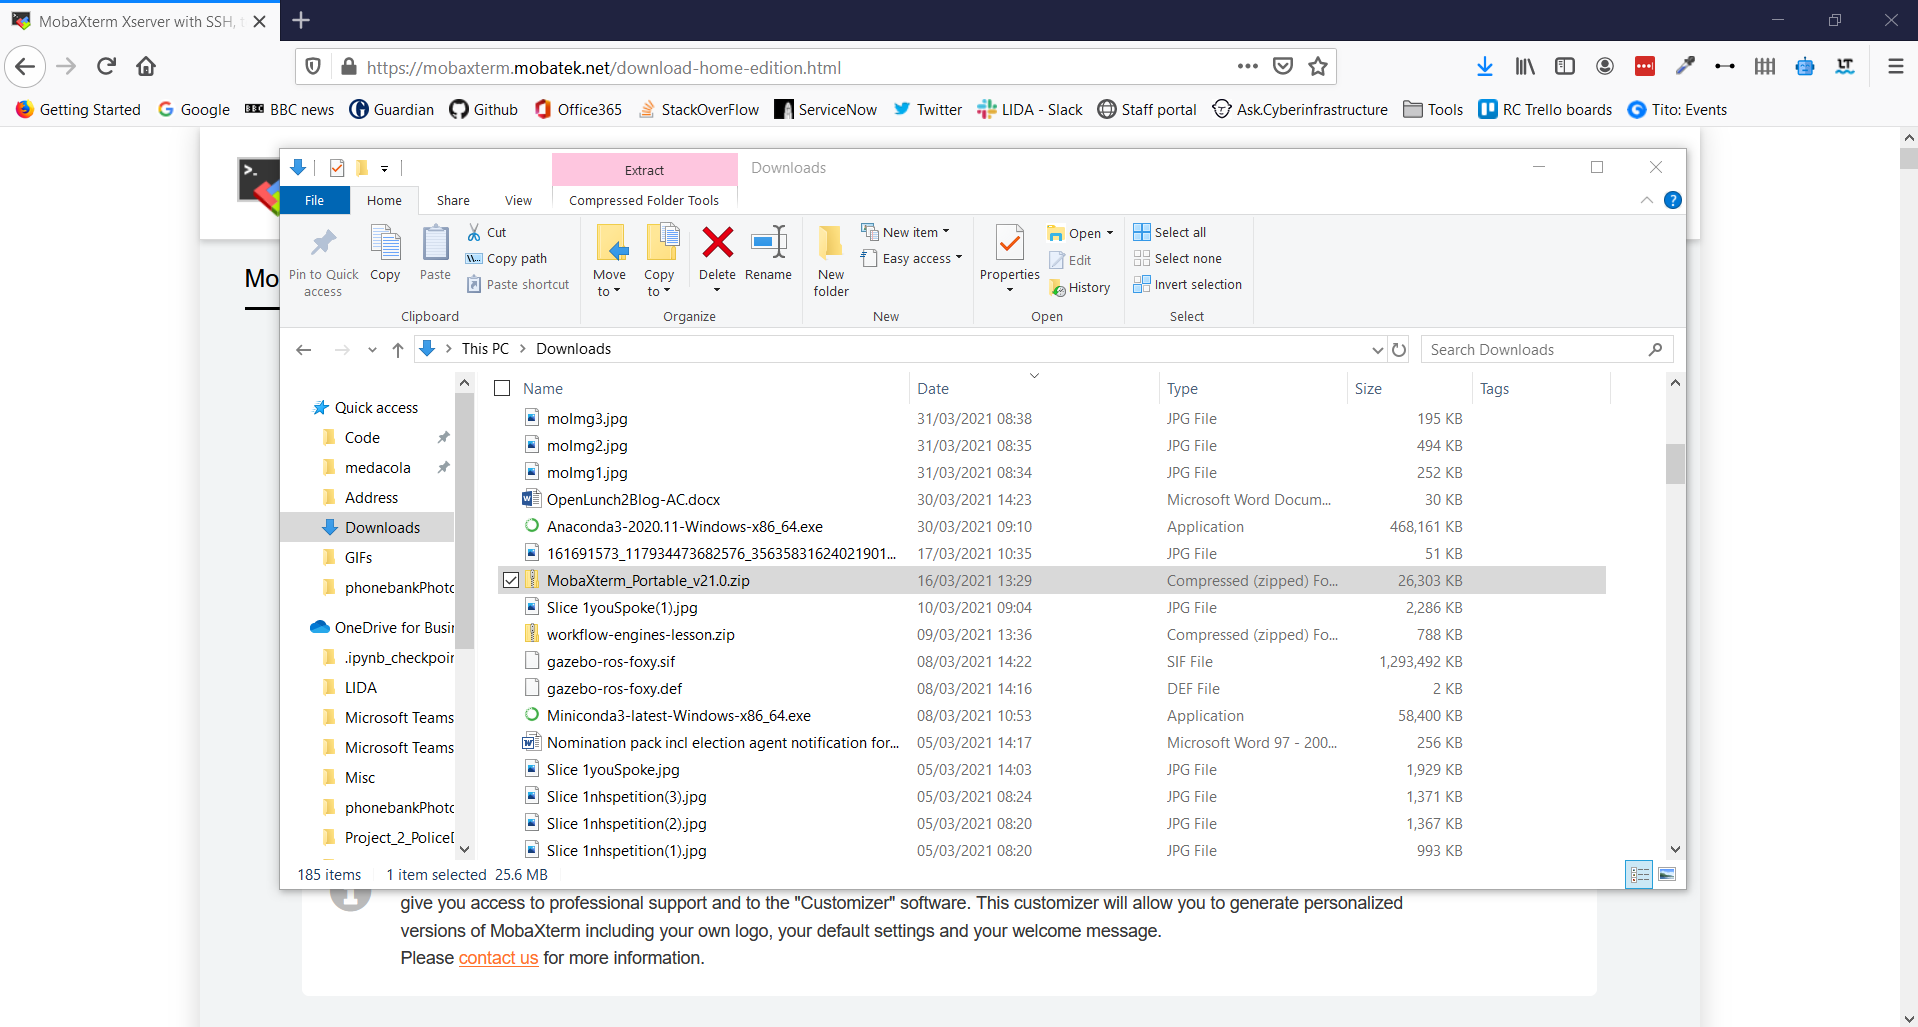 MobaXterm Xserver with SSH, t
https://mobaxterm.mobatek.net/download-home-edition.html
Getting Started Google BBC news Guardian Github Office365 StackOverFlow ServiceNow Twitter LIDA - Slack Staff portal Ask.Cyberinfrastructure Tools RC Trello boards Tito: Events
Extract Downloads
File Home Share View Compressed Folder Tools
Mo
Pin to Quick access
Copy
Paste
Cut
Copy path
Paste shortcut
Clipboard
Move to
Copy to
Delete
Rename
Organize
New folder
New item
Easy access
New
Properties
Open
Edit
History
Open
Select all
Select none
Invert selection
Select
This PC > Downloads
Search Downloads
Quick access
Code
medacola
Address
Downloads
GIFs
phonebankPhoto
OneDrive for Busi
.ipynb_checkpoin
LIDA
Microsoft Teams
Microsoft Teams
Misc
phonebankPhoto
Project_2_PoliceD
Name Date Type Size Tags
moImg3.jpg 31/03/2021 08:38 JPG File 195 KB
moImg2.jpg 31/03/2021 08:35 JPG File 494 KB
moImg1.jpg 31/03/2021 08:34 JPG File 252 KB
OpenLunch2Blog-AC.docx 30/03/2021 14:23 Microsoft Word Docum... 30 KB
Anaconda3-2020.11-Windows-x86_64.exe 30/03/2021 09:10 Application 468,161 KB
161691573_117934473682576_35635831624021901... 17/03/2021 10:35 JPG File 51 KB
MobaXterm_Portable_v21.0.zip 16/03/2021 13:29 Compressed (zipped) Fo... 26,303 KB
Slice 1youSpoke(1).jpg 10/03/2021 09:04 JPG File 2,286 KB
workflow-engines-lesson.zip 09/03/2021 13:36 Compressed (zipped) Fo... 788 KB
gazebo-ros-foxy.sif 08/03/2021 14:22 SIF File 1,293,492 KB
gazebo-ros-foxy.def 08/03/2021 14:16 DEF File 2 KB
Miniconda3-latest-Windows-x86_64.exe 08/03/2021 10:53 Application 58,400 KB
Nomination pack incl election agent notification for... 05/03/2021 14:17 Microsoft Word 97 - 200... 256 KB
Slice 1youSpoke.jpg 05/03/2021 14:03 JPG File 1,929 KB
Slice 1nhspetition(3).jpg 05/03/2021 08:24 JPG File 1,371 KB
Slice 1nhspetition(2).jpg 05/03/2021 08:20 JPG File 1,367 KB
Slice 1nhspetition(1).jpg 05/03/2021 08:20 JPG File 993 KB
185 items 1 item selected 25.6 MB
give you access to professional support and to the "Customizer" software. This customizer will allow you to generate personalized
versions of MobaXterm including your own logo, your default settings and your welcome message.
Please contact us for more information.